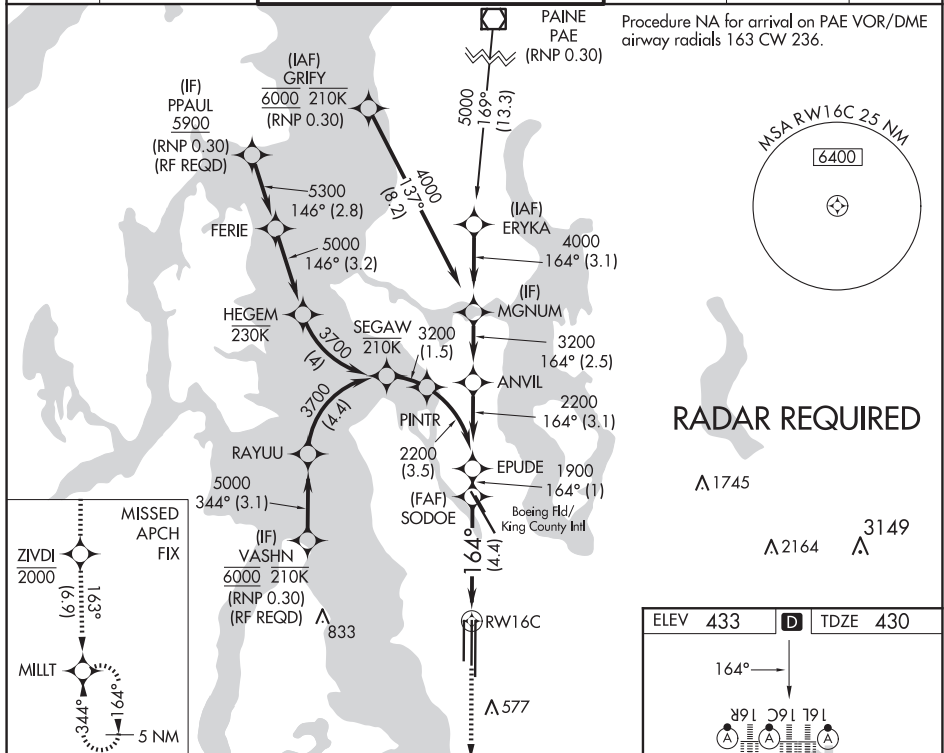 PAINE
PAE
(RNP 0.30)
Procedure NA for arrival on PAE VOR/DME
airway radials 163 CW 236.
(IAF)
GRIFY
6000 210K
(RNP 0.30)
(IF)
PPAUL
5900
(RNP 0.30)
(RF REQD)
5000
169°
(13.3)
MSA RW16C 25 NM
6400
4000
137°
(8.2)
5300
146° (2.8)
FERIE
(IAF)
ERYKA
5000
146° (3.2)
4000
164° (3.1)
(IF)
MGNUM
HEGEM
230K
3700
(4)
SEGAW
210K
3200
(1.5)
3200
164° (2.5)
ANVIL
PINTR
3700
(4.4)
2200
164° (3.1)
RADAR REQUIRED
RAYUU
2200
(3.5)
EPUDE
1900
164° (1)
5000
344° (3.1)
(FAF)
SODOE
Boeing Fld/
King County Intl
1745
MISSED
APCH
FIX
ZIVDI
2000
163°
(6.9)
(IF)
VASHN
6000 210K
(RNP 0.30)
(RF REQD)
833
164°
(4.4)
2164
3149
RW16C
ELEV 433 D TDZE 430
MILLT
344°
164°
5 NM
577
164°
16R 16C 16L
A A A